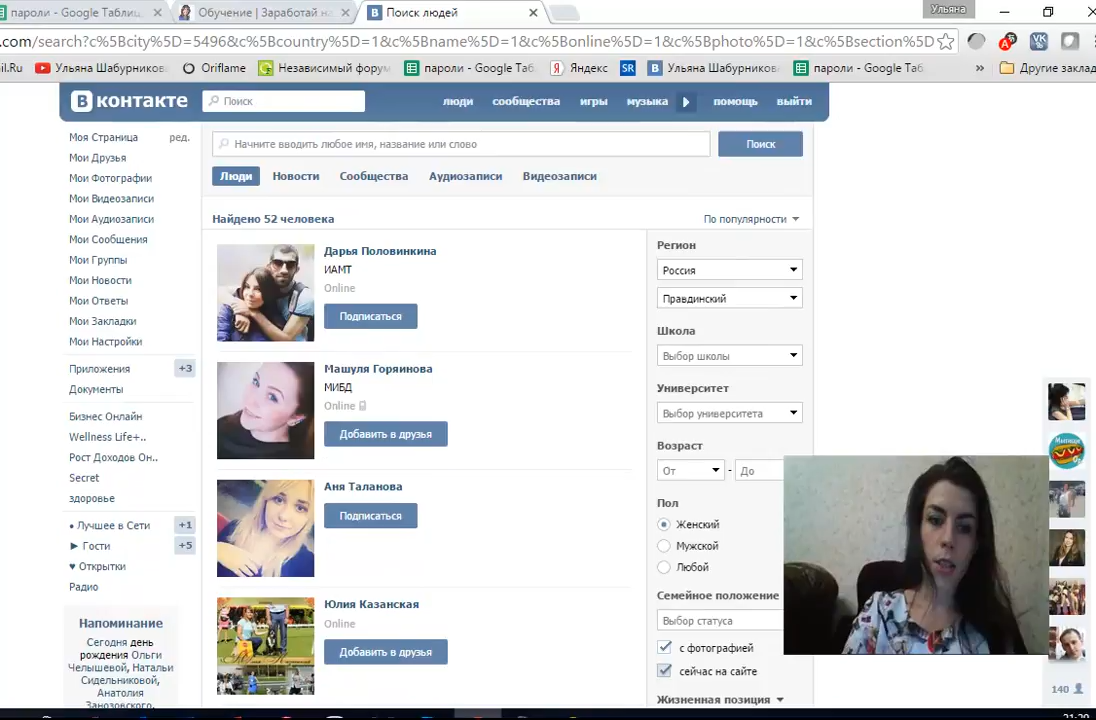 пароли - Google Таблиц
Обучение | Заработай на
Поиск людей
Ульяна
.com/search?c%5Bcity%5D=5496&c%5Bcountry%5D=1&c%5Bname%5D=1&c%5Bonline%5D=1&c%5Bphoto%5D=1&c%5Bsection%5D
il.Ru
Ульяна Шабурников
Oriflame
Независимый форум
пароли - Google Таб
Яндекс
SR
Ульяна Шабурников
пароли - Google Таб
»
Другие заклад
В контакте
Поиск
люди
сообщества
игры
музыка
помощь
выйти
Моя Страница
ред.
Мои Друзья
Мои Фотографии
Мои Видеозаписи
Мои Аудиозаписи
Мои Сообщения
Мои Группы
Мои Новости
Мои Ответы
Мои Закладки
Мои Настройки
Приложения
+3
Документы
Бизнес Онлайн
Wellness Life+..
Рост Доходов Он..
Secret
здоровье
• Лучшее в Сети
+1
► Гости
+5
♥ Открытки
Радио
Напоминание
Сегодня день
рождения Ольги
Челышевой, Натальи
Сидельниковой,
Анатолия
Занозовского,
Начните вводить любое имя, название или слово
Поиск
Люди
Новости
Сообщества
Аудиозаписи
Видеозаписи
Найдено 52 человека
По популярности
Дарья Половинкина
ИАМТ
Online
Подписаться
Машуля Горяинова
МИБД
Online
Добавить в друзья
Аня Таланова
Подписаться
Юлия Казанская
Online
Добавить в друзья
Регион
Россия
Правдинский
Школа
Выбор школы
Университет
Выбор университета
Возраст
От
-
До
Пол
Женский
Мужской
Любой
Семейное положение
Выбор статуса
с фотографией
сейчас на сайте
Жизненная позиция
140